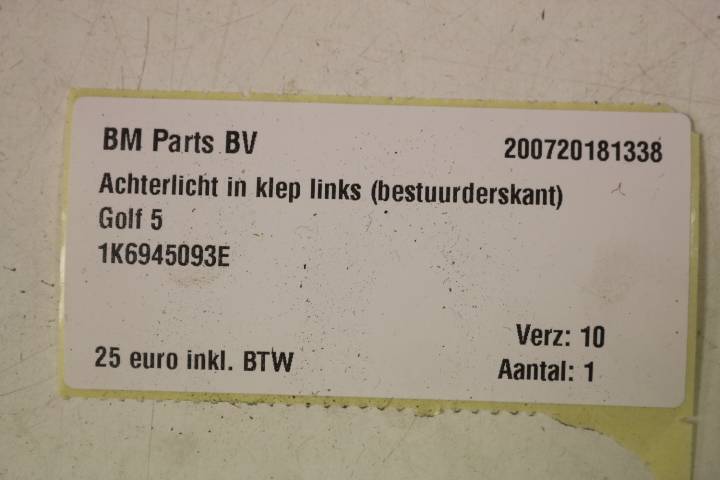 BM Parts BV
200720181338
Achterlicht in klep links (bestuurderskant)
Golf 5
1K6945093E
Verz: 10
25 euro inkl. BTW
Aantal: 1